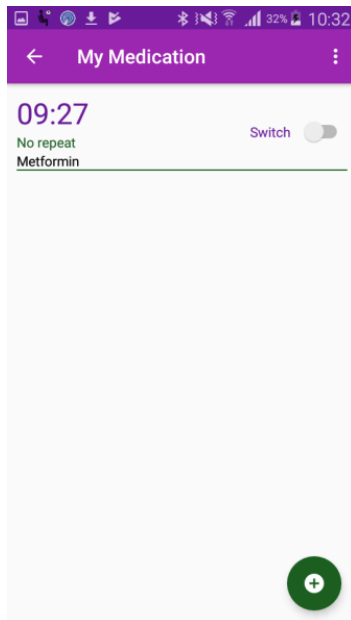 32% 10:32
My Medication
09:27
No repeat
Switch
Metformin